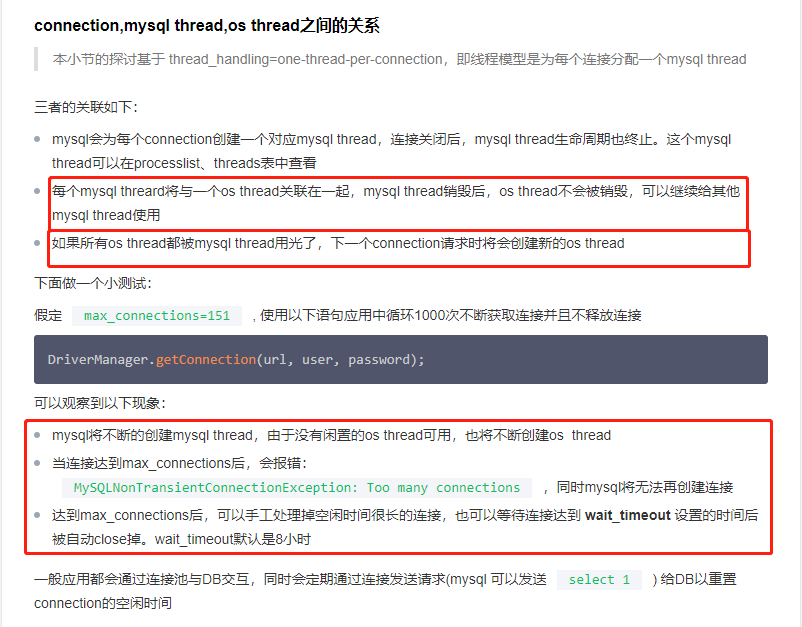 connection,mysql thread,os thread之间的关系
本小节的探讨基于 thread_handling=one-thread-per-connection，即线程模型是为每个连接分配一个mysql thread
三者的关联如下：
mysql会为每个connection创建一个对应mysql thread，连接关闭后，mysql thread生命周期也终止。这个mysql
thread可以在processlist、threads表中查看
每个mysql threard将与一个os thread关联在一起，mysql thread销毁后，os thread不会被销毁，可以继续给其他
mysql thread使用
如果所有os thread都被mysql thread用光了，下一个connection请求时将会创建新的os thread
下面做一个小测试：
假定 max_connections=151 ，使用以下语句应用中循环1000次不断获取连接并且不释放连接
DriverManager.getConnection(url, user, password);
可以观察到以下现象：
mysql将不断的创建mysql thread，由于没有闲置的os thread可用，也将不断创建os thread
当连接达到max_connections后，会报错：
MySQLNonTransientConnectionException: Too many connections ，同时mysql将无法再创建连接
达到max_connections后，可以手工处理掉空闲时间很长的连接，也可以等待连接达到 wait_timeout 设置的时间后
被自动close掉。wait_timeout默认是8小时
一般应用都会通过连接池与DB交互，同时会定期通过连接发送请求(mysql 可以发送 select 1 ) 给DB以重置
connection的空闲时间